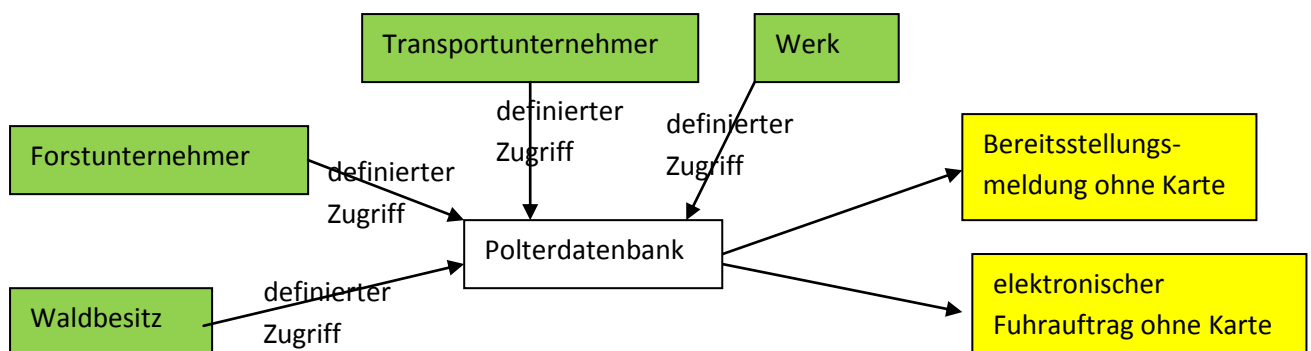 Transportunternehmer
Werk
definierter
Zugriff
definierter
Zugriff
Forstunternehmer
definierter
Zugriff
Bereitsstellungs-
meldung ohne Karte
Polterdatenbank
Waldbesitz
definierter
Zugriff
elektronischer
Fuhrauftrag ohne Karte